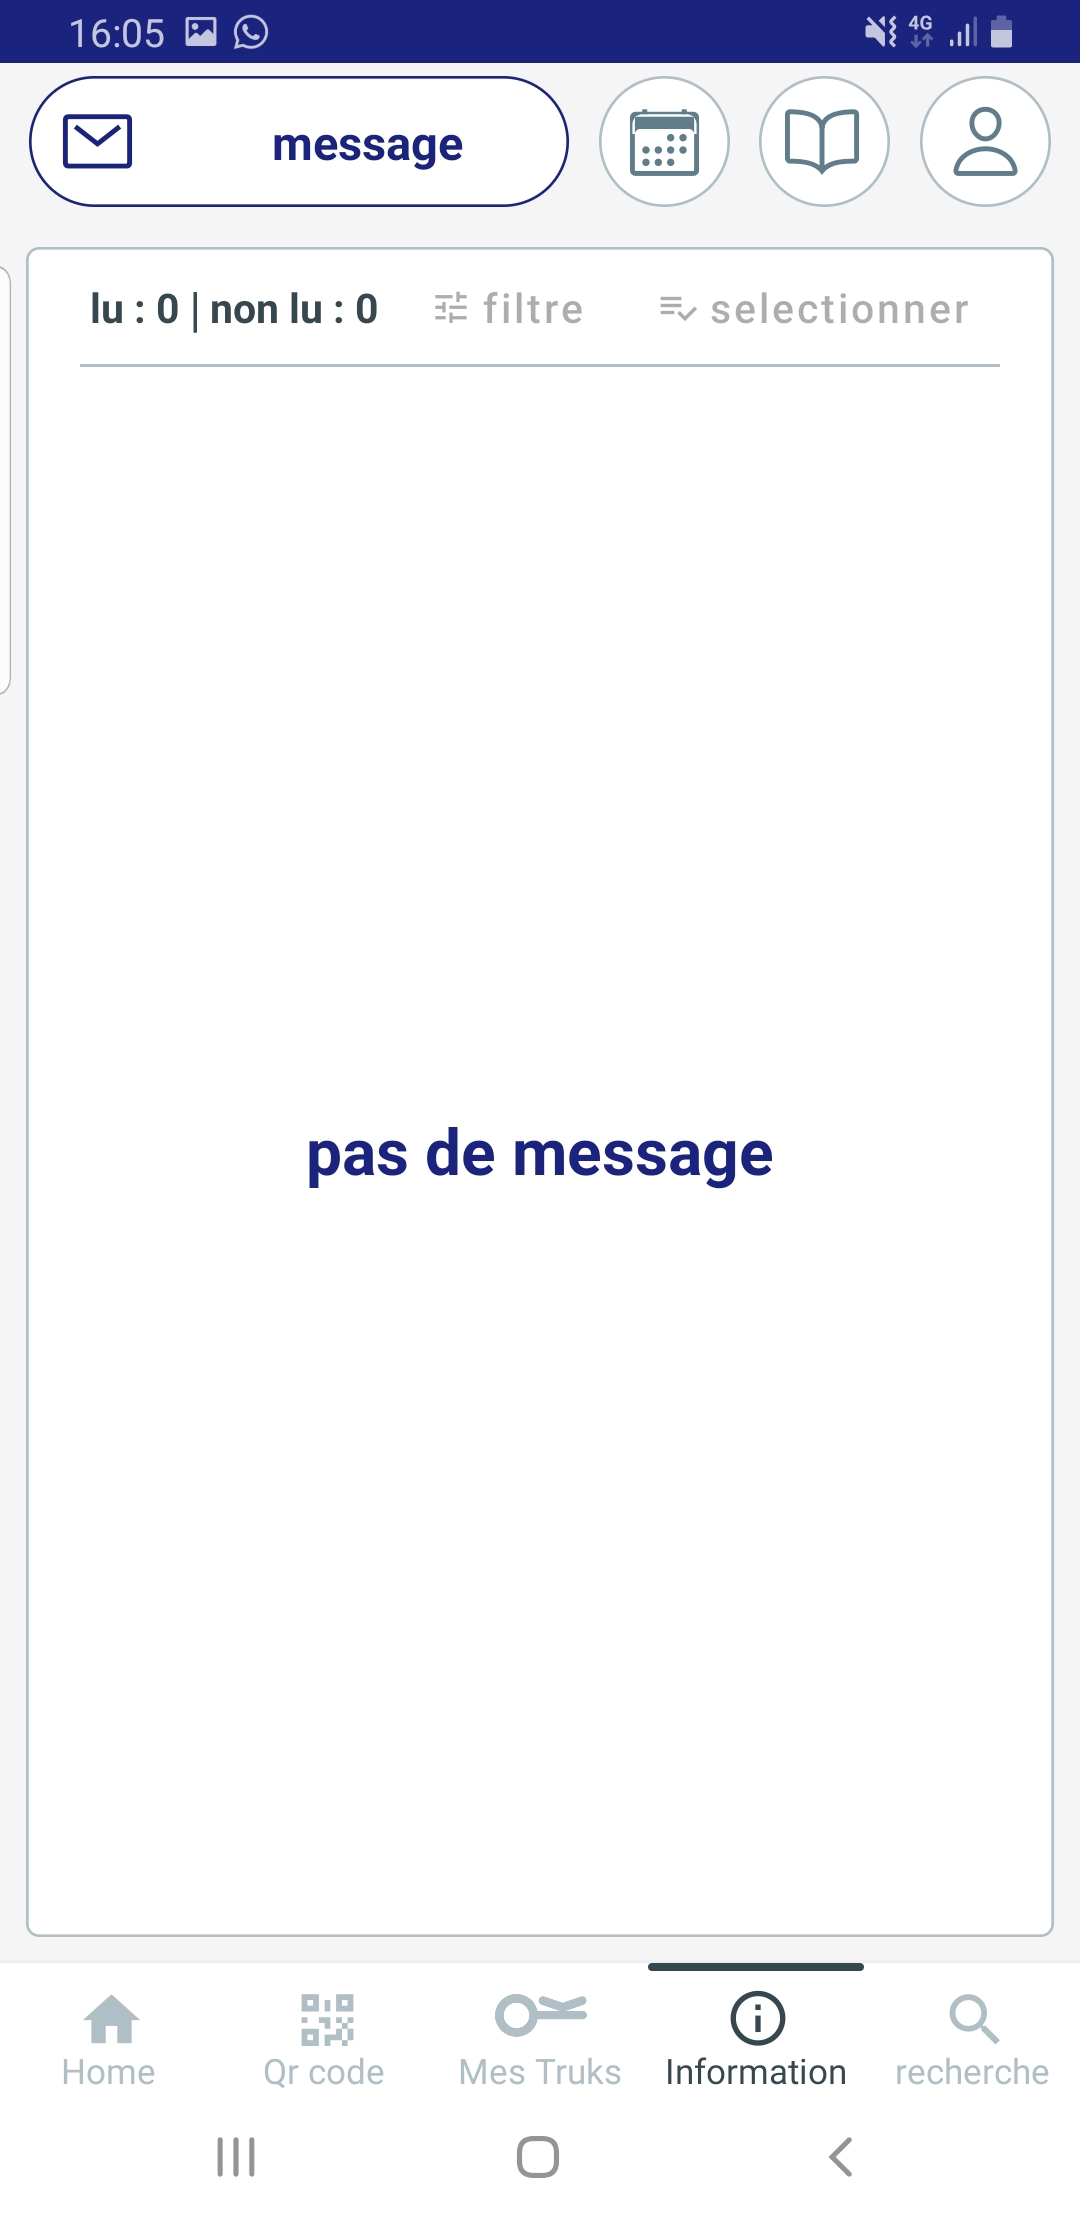 16:05 4G
message
lu : 0 | non lu : 0 filtre selectionner
pas de message
Home Qr code Mes Truks Information recherche